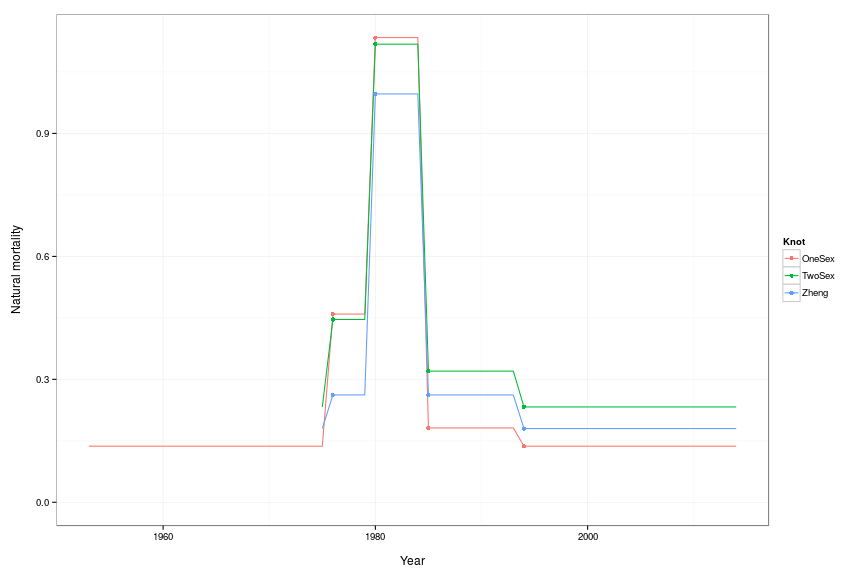 0.9
0.6
0.3
0.0
Natural mortality
1960
1980
2000
Year
Knot
OneSex
TwoSex
Zheng